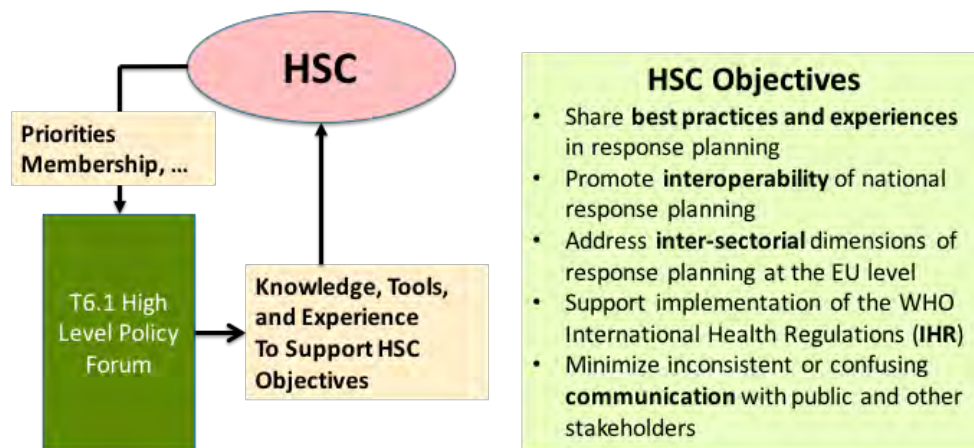 HSC
Priorities
Membership, ...
T6.1 High
Level Policy
Forum
Knowledge, Tools,
and Experience
To Support HSC
Objectives
HSC Objectives
• Share best practices and experiences
in response planning
• Promote interoperability of national
response planning
• Address inter-sectorial dimensions of
response planning at the EU level
• Support implementation of the WHO
International Health Regulations (IHR)
• Minimize inconsistent or confusing
communication with public and other
stakeholders